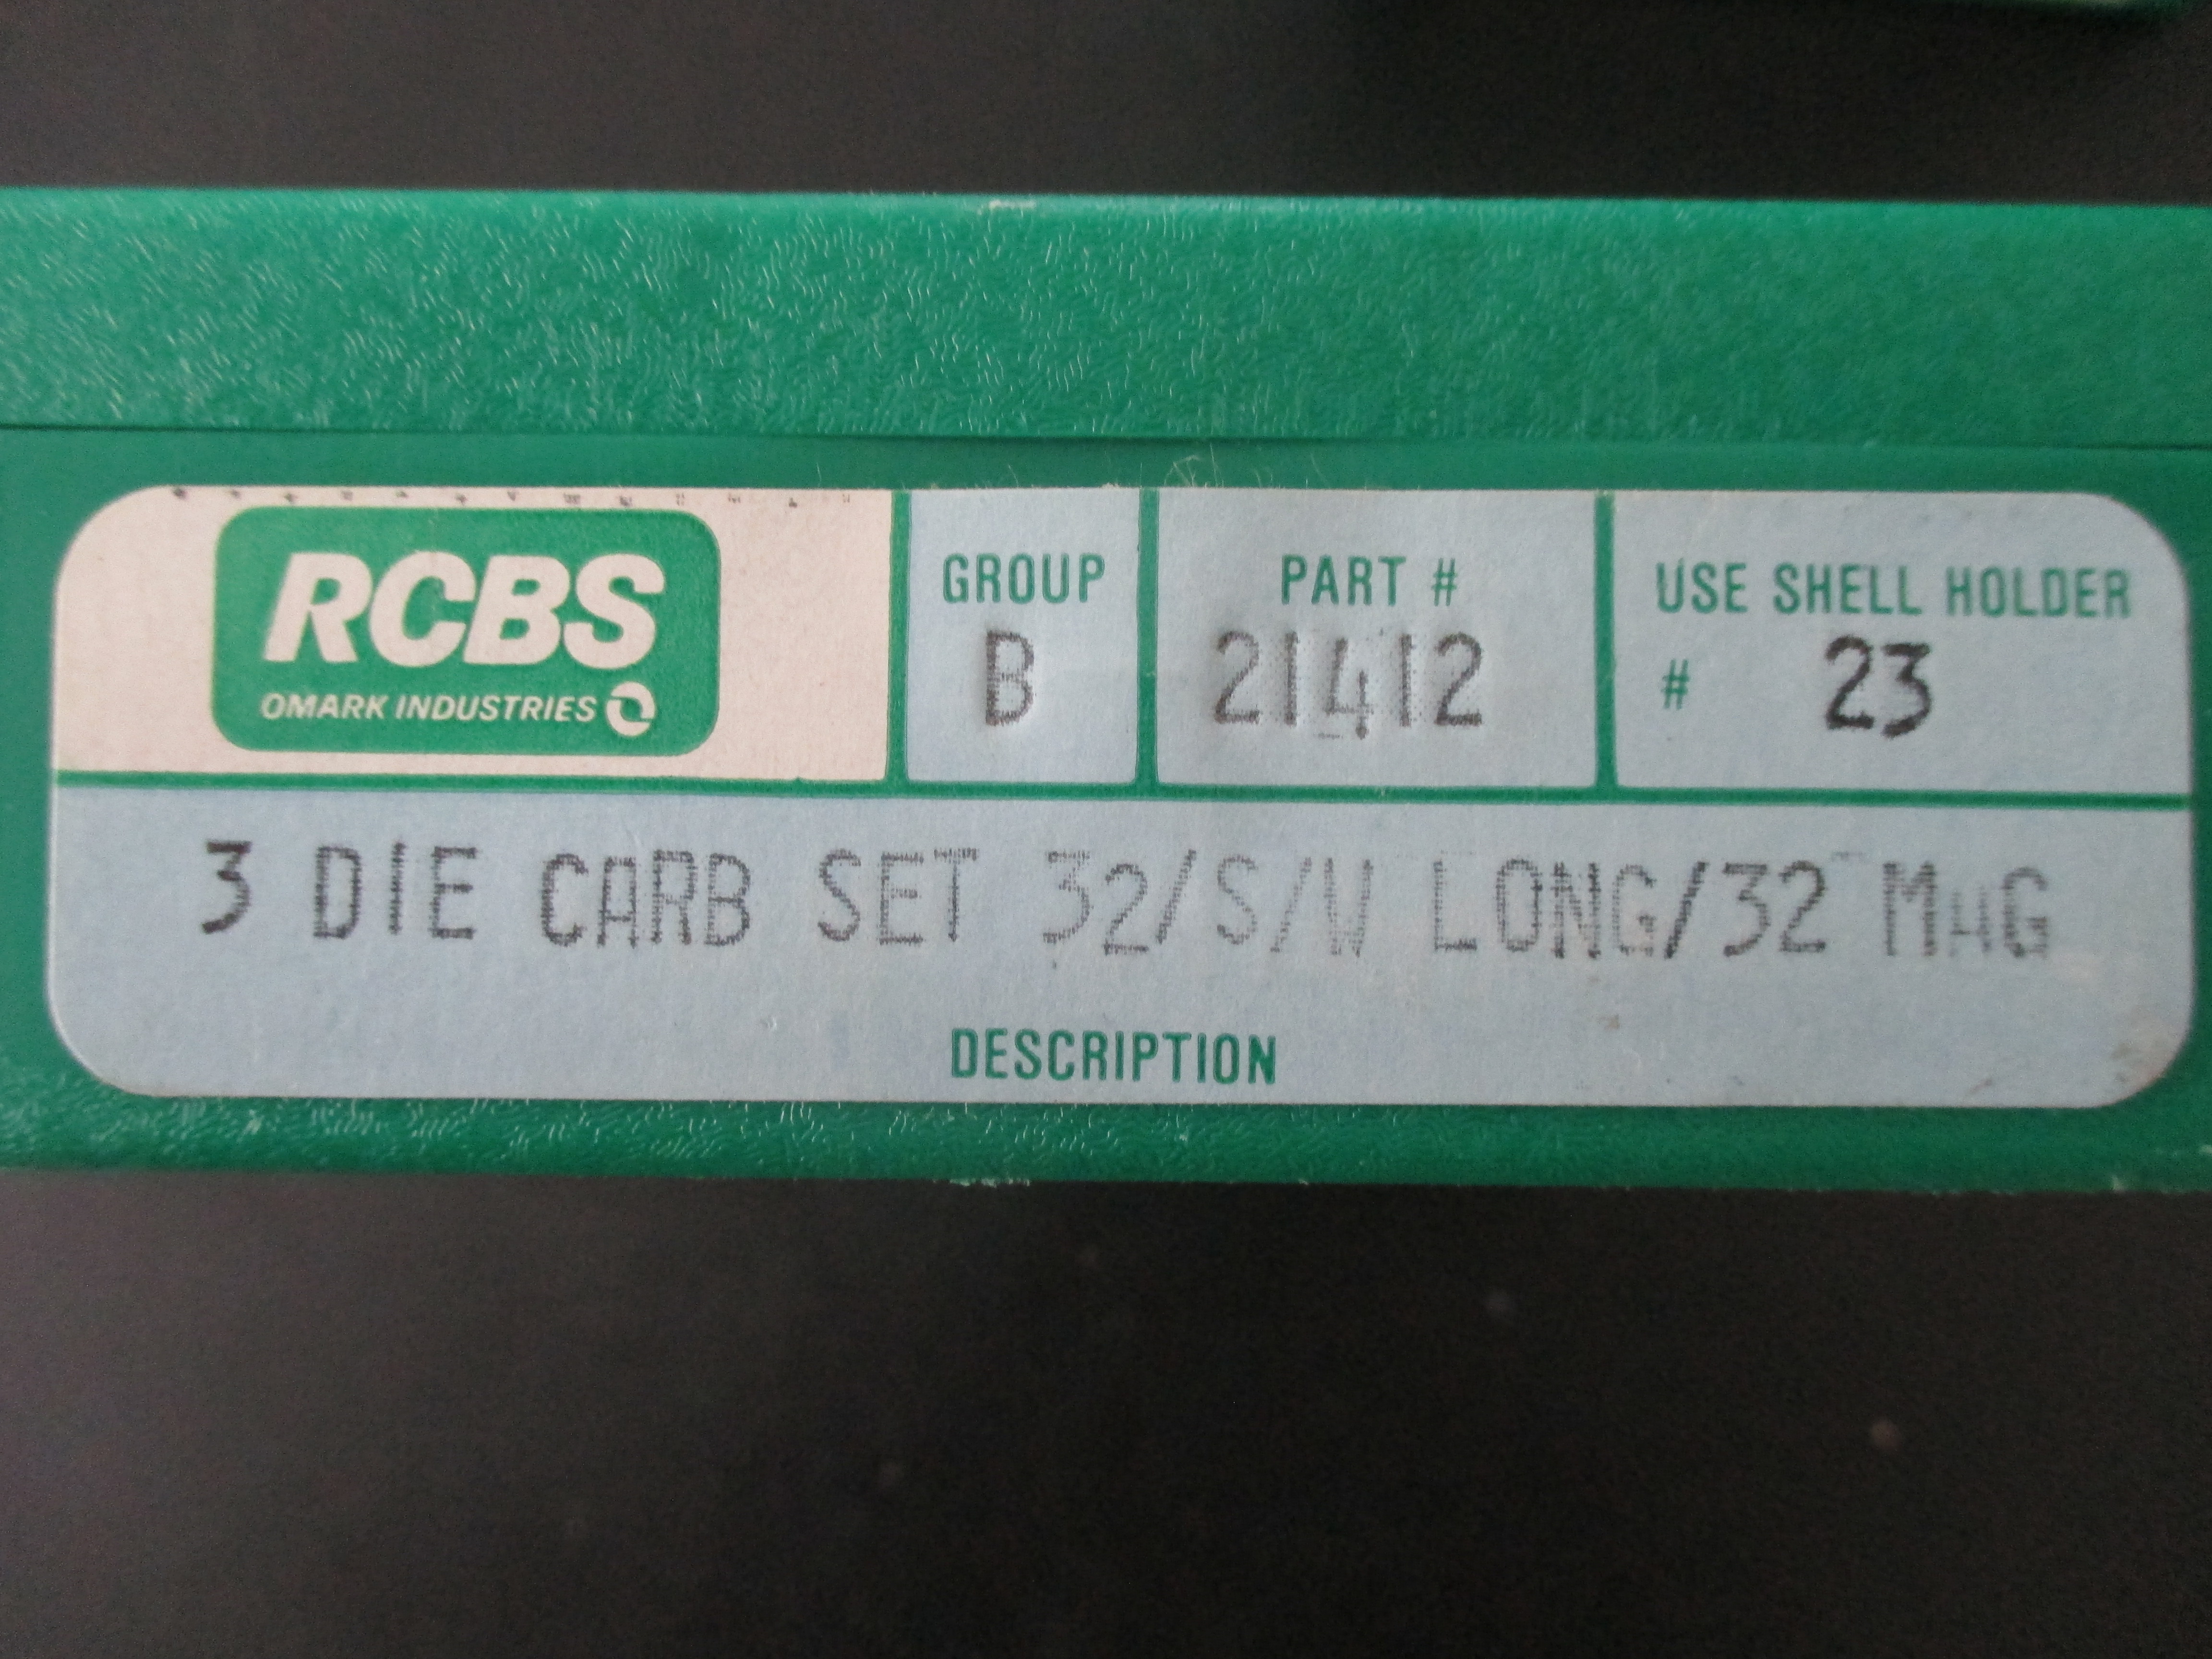 RCBS
OMARK INDUSTRIES
GROUP
B
PART #
21412
USE SHELL HOLDER
# 23
3 DIE CARB SET 32/S/W LONG/32 MAG
DESCRIPTION